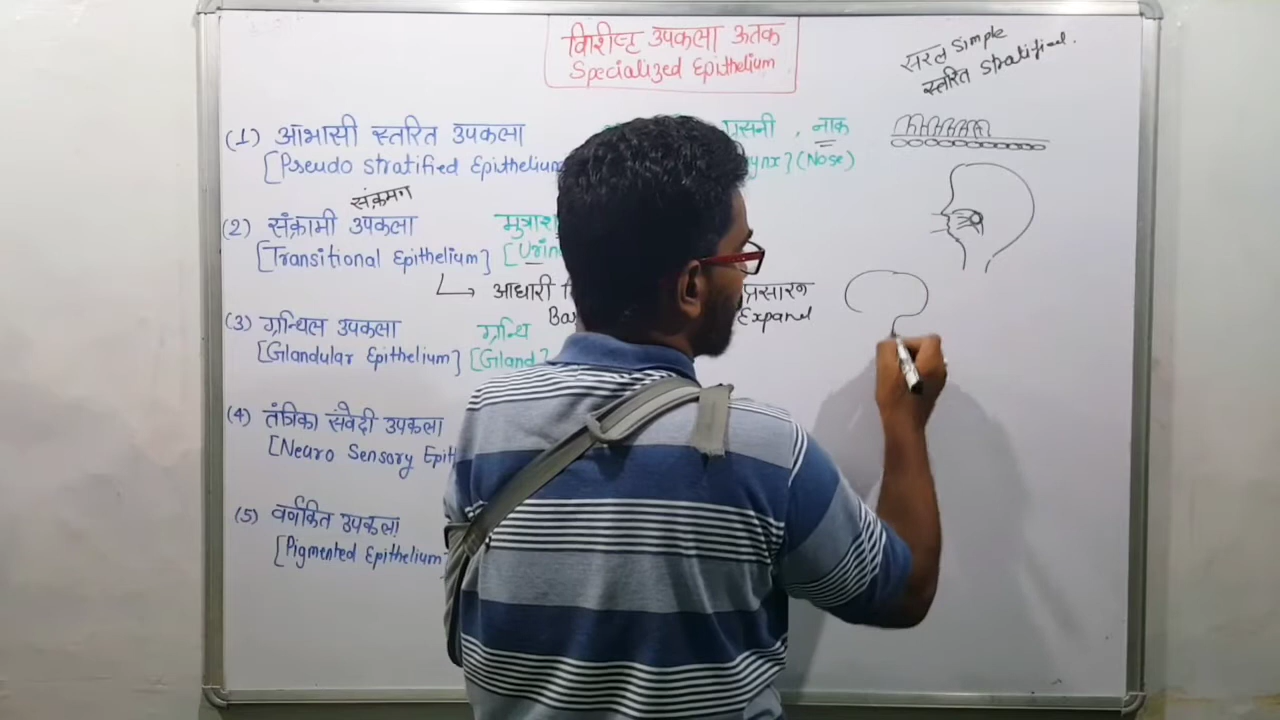 विशिष्ट उपकला ऊतक
Specialized Epithelium
सरल simple
स्तरित stratified.
(1) आभासी स्तरित उपकला
नाक
[Pseudo stratified Epithelium
(Nose)
संक्रमण
(2) संक्रामी उपकला
[Transitional Epithelium]
आधारी
प्रसारण
Expand
(3) ग्रन्थिल उपकला ग्रन्थि
[Glandular Epithelium] [Gland]
(4) तंत्रिका संवेदी उपकला
[Neuro Sensory
(5) वर्णकित उपकला
[Pigmented Epithelium